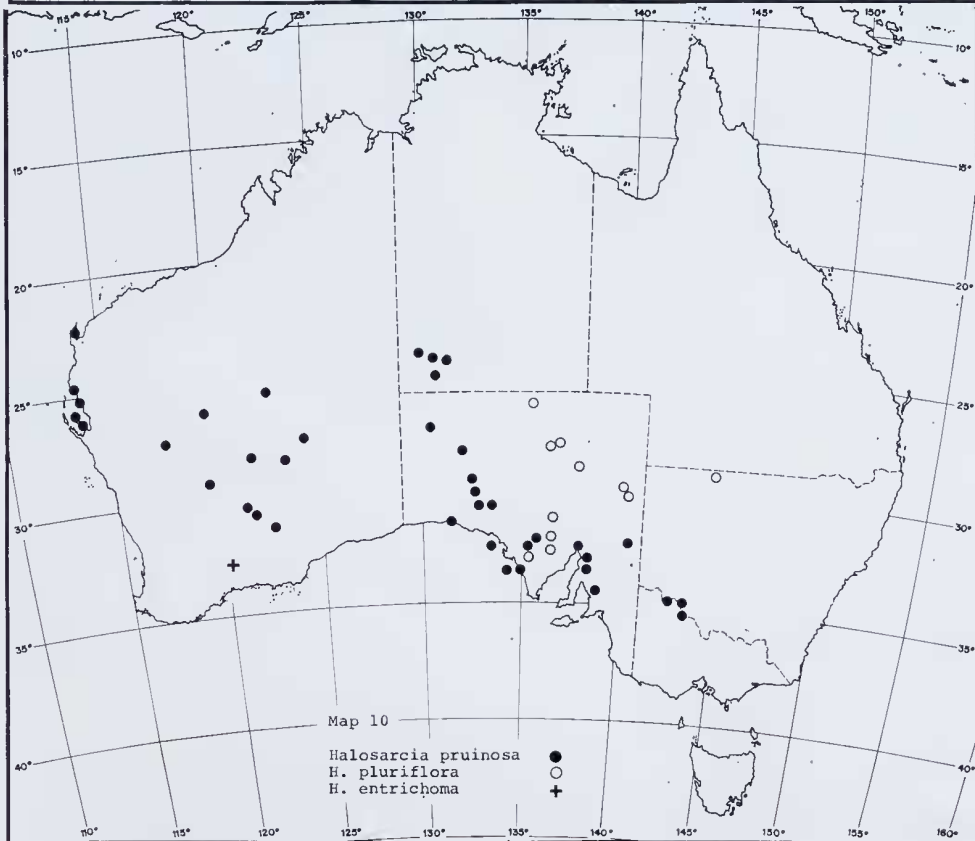 115° 120° 125° 130° 135° 140° 145° 150°
10° 10°
15° 15°
20° 20°
25° 25°
30° 30°
35° 35°
Map 10
Halosarcia pruinosa
H. pluriflora
H. entrichoma
40° 40°
110° 115° 120° 125° 130° 135° 140° 145° 150° 155° 160°